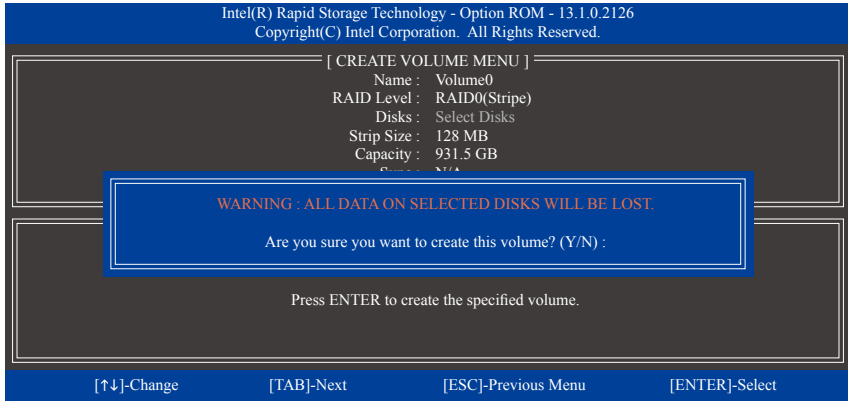 Intel(R) Rapid Storage Technology - Option ROM - 13.1.0.2126
Copyright(C) Intel Corporation. All Rights Reserved.
[ CREATE VOLUME MENU ]
Name : Volume0
RAID Level : RAID0(Stripe)
Disks : Select Disks
Strip Size : 128 MB
Capacity : 931.5 GB
Sync : N/A
WARNING : ALL DATA ON SELECTED DISKS WILL BE LOST.
Are you sure you want to create this volume? (Y/N) :
Press ENTER to create the specified volume.
[↑↓]-Change [TAB]-Next [ESC]-Previous Menu [ENTER]-Select